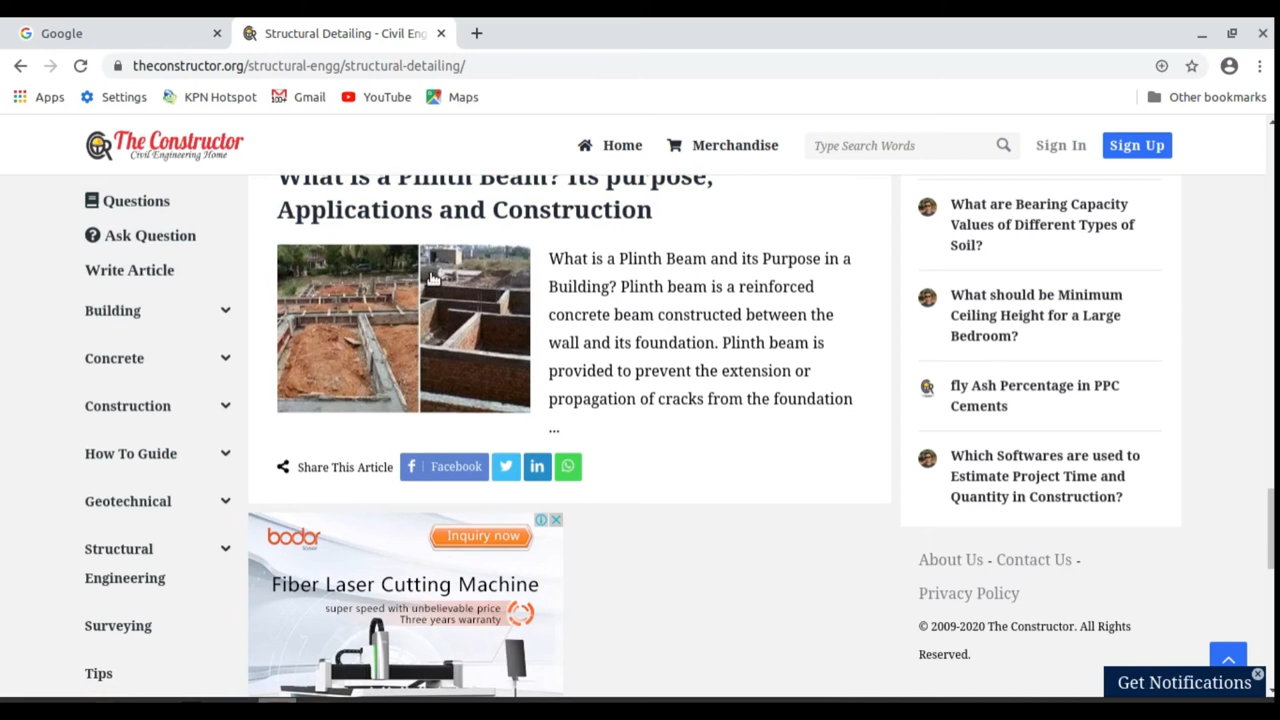 Google
Structural Detailing - Civil Eng
theconstructor.org/structural-engg/structural-detailing/
Apps
Settings
KPN Hotspot
100+
Gmail
YouTube
Maps
Other bookmarks
The Constructor
Civil Engineering Home
Home
Merchandise
Type Search Words
Sign In
Sign Up
Questions
Ask Question
Write Article
Building
Concrete
Construction
How To Guide
Geotechnical
Structural
Engineering
Surveying
Tips
What is a Plinth Beam? Its purpose,
Applications and Construction
What is a Plinth Beam and its Purpose in a
Building? Plinth beam is a reinforced
concrete beam constructed between the
wall and its foundation. Plinth beam is
provided to prevent the extension or
propagation of cracks from the foundation
...
Share This Article
Facebook
bodor
Inquiry now
Fiber Laser Cutting Machine
super speed with unbelievable price
Three years warranty
What are Bearing Capacity
Values of Different Types of
Soil?
What should be Minimum
Ceiling Height for a Large
Bedroom?
fly Ash Percentage in PPC
Cements
Which Softwares are used to
Estimate Project Time and
Quantity in Construction?
About Us - Contact Us -
Privacy Policy
© 2009-2020 The Constructor. All Rights
Reserved.
Get Notifications